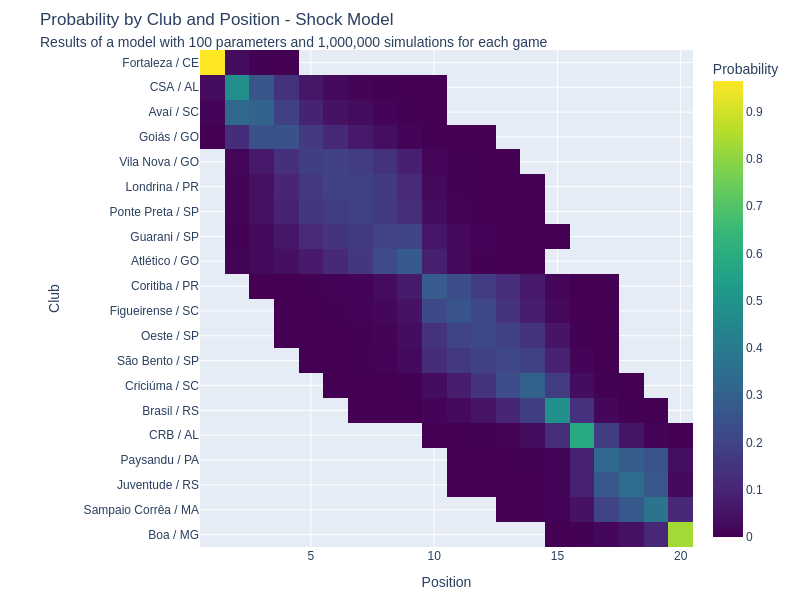 Probability by Club and Position - Shock Model
Results of a model with 100 parameters and 1,000,000 simulations for each game
Probability
Fortaleza / CE
CSA / AL
Avaí / SC
Goiás / GO
Vila Nova / GO
Londrina / PR
Ponte Preta / SP
Guarani / SP
Atlético / GO
Coritiba / PR
Figueirense / SC
Oeste / SP
São Bento / SP
Criciúma / SC
Brasil / RS
CRB / AL
Paysandu / PA
Juventude / RS
Sampaio Corrêa / MA
Boa / MG
Club
5
10
15
20
Position
0.9
0.8
0.7
0.6
0.5
0.4
0.3
0.2
0.1
0